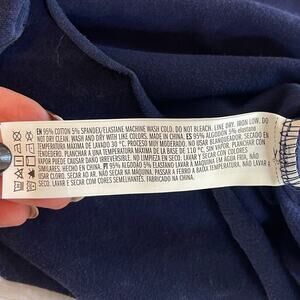 EN 95% COTTON 5% SPANDEX/ELASTANE MACHINE WASH COLD. DO NOT BLEACH. LINE DRY. IRON LOW. DO
NOT DRY CLEAN. WASH AND DRY WITH LIKE COLORS. MADE IN CHINA. ES 95% ALGODÓN 5% elastano
TEMPERATURA MÁXIMA DE LAVADO 30 °C. PROCESO MUY MODERADO. NO USAR BLANQUEADOR. SECADO EN
TENDEDERO. PLANCHAR A UNA TEMPERATURA MÁXIMA DE LA BASE DE 110 °C, SIN VAPOR. PLANCHAR CON
VAPOR PUEDE CAUSAR UN DAÑO IRREVERSIBLE. NO LAVAR EN SECO. LAVAR Y SECAR CON COLORES
SIMILARES. HECHO EN CHINA. PT 95% ALGODÃO 5% ELASTANO LAVAR À MÁQUINA EM ÁGUA FRIA. NÃO
USAR CLORO. SECAR AO AR. NÃO SECAR NA MÁQUINA. PASSAR A FERRO A BAIXA TEMPERATURA. NÃO LAVAR A
SECO. LAVAR E SECAR COM CORES SEMELHANTES. FABRICADO NA CHINA.